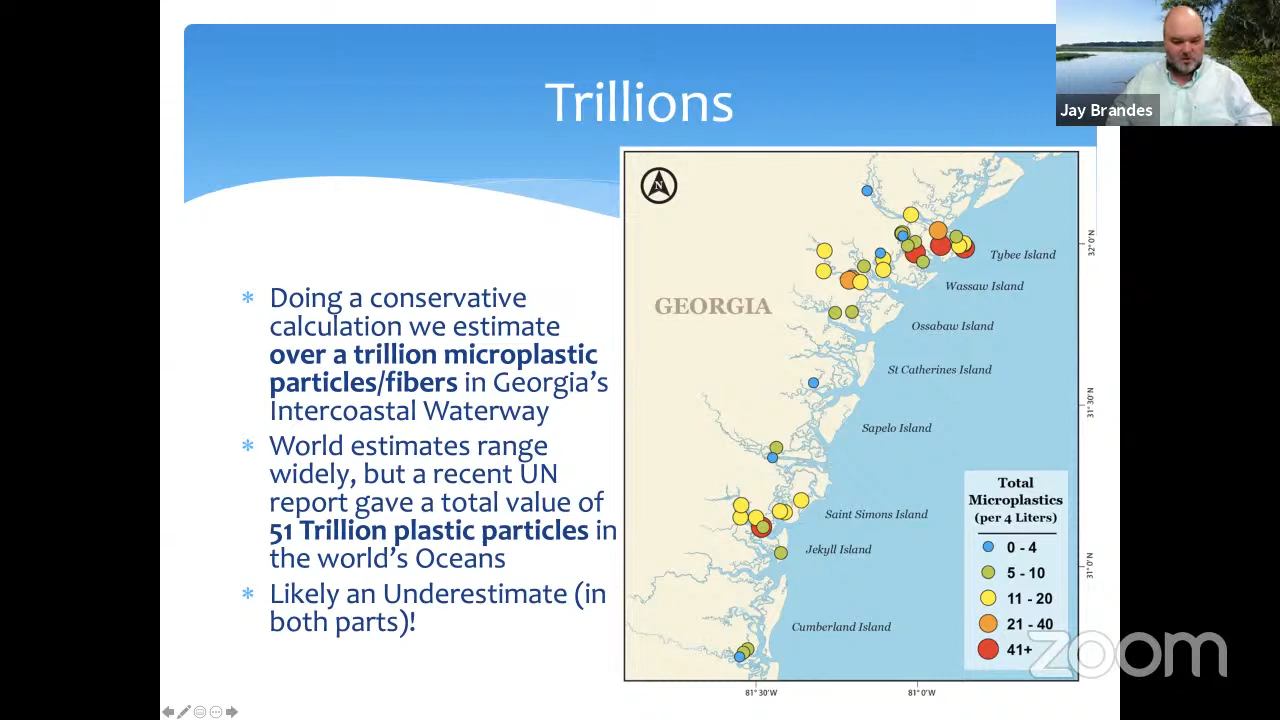 Trillions
Jay Brandes
* Doing a conservative
calculation we estimate
over a trillion microplastic
particles/fibers in Georgia's
Intercoastal Waterway
* World estimates range
widely, but a recent UN
report gave a total value of
51 Trillion plastic particles in
the world's Oceans
* Likely an Underestimate (in
both parts)!
N
GEORGIA
Tybee Island
Wassaw Island
Ossabaw Island
St Catherines Island
Sapelo Island
Saint Simons Island
Jekyll Island
Cumberland Island
32°0'N
31°30'N
31°0'N
81°30'W
81°0'W
Total
Microplastics
(per 4 Liters)
0 - 4
5 - 10
11 - 20
21 - 40
41+
zoom